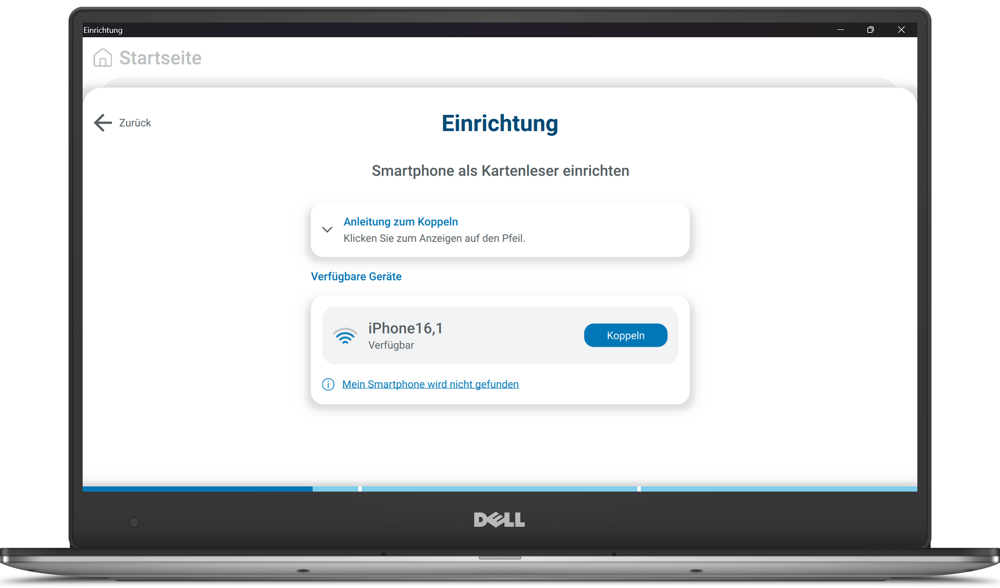 Einrichtung
Startseite
Zurück
Einrichtung
Smartphone als Kartenleser einrichten
Anleitung zum Koppeln
Klicken Sie zum Anzeigen auf den Pfeil.
Verfügbare Geräte
iPhone16,1
Verfügbar
Koppeln
Mein Smartphone wird nicht gefunden
DELL